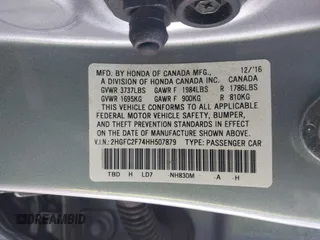 MFD. BY HONDA OF CANADA MFG., 12/'16
A DIVISION OF HONDA CANADA INC. CANADA
GVWR 3737LBS GAWR F 1984LBS R 1786LBS
GVWR 1695KG GAWR F 900KG R 810KG
THIS VEHICLE CONFORMS TO ALL APPLICABLE
FEDERAL MOTOR VEHICLE SAFETY, BUMPER,
AND THEFT PREVENTION STANDARDS IN
EFFECT ON THE DATE OF MANUFACTURE
SHOWN ABOVE.
V.I.N.: 2HGFC2F74HH507879 TYPE: PASSENGER CAR
TBD H LD7 NH830M A H
DREAMBID